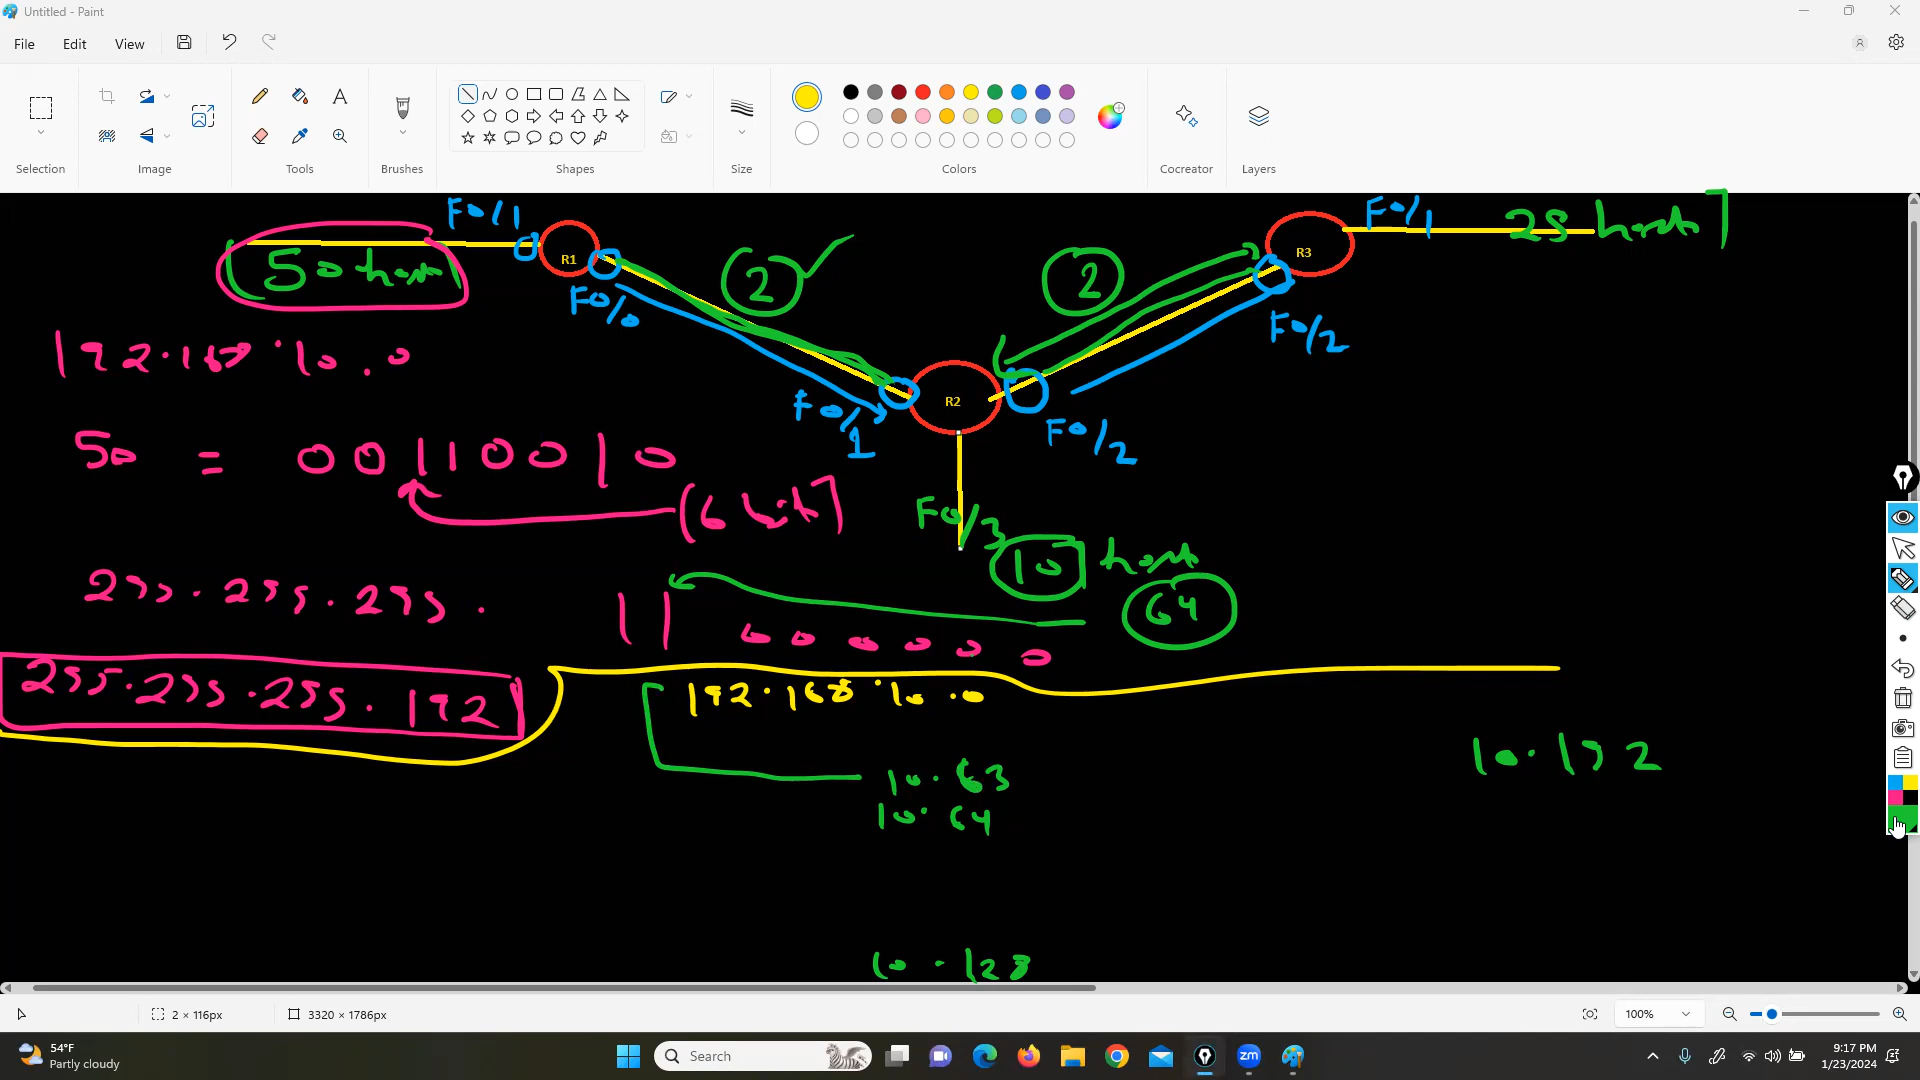 Untitled - Paint
File Edit View
Selection Image Tools Brushes Shapes Size Colors Cocreator Layers
F0/1 R1 F0/0
50 host
2
2
R3 F0/1 28 hosts
F0/2
R2
F0/1
F0/2
F0/3
10 hosts
64
192.168.10.0
50 = 00110010
(6 bit]
255.255.255. 11 000000
255.255.255.192
192.168.10.0
10.63
10.64
10.192
10.128
2 × 116px 3320 × 1786px 100%
54°F
Partly cloudy
Search
zm
9:17 PM
1/23/2024